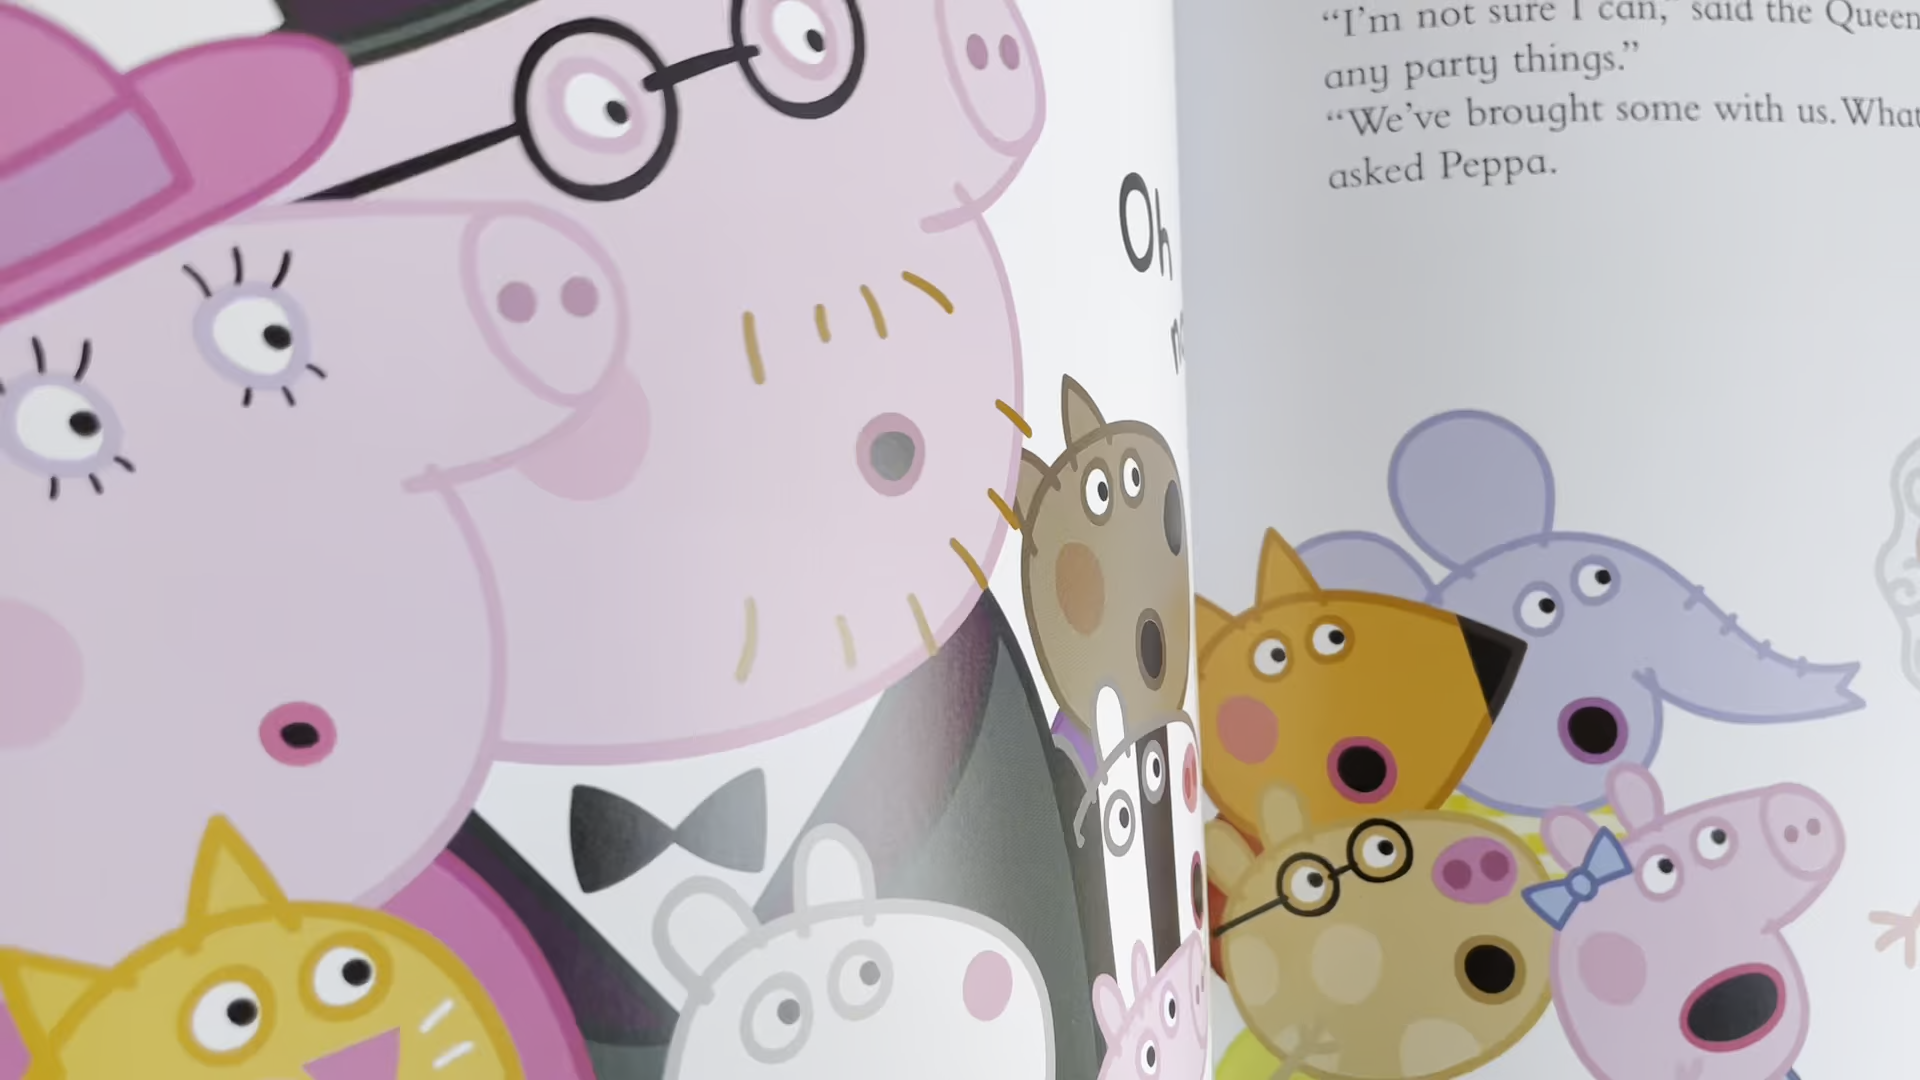 Oh
"I'm not sure I can," said the Queen
any party things."
"We've brought some with us. What
asked Peppa.